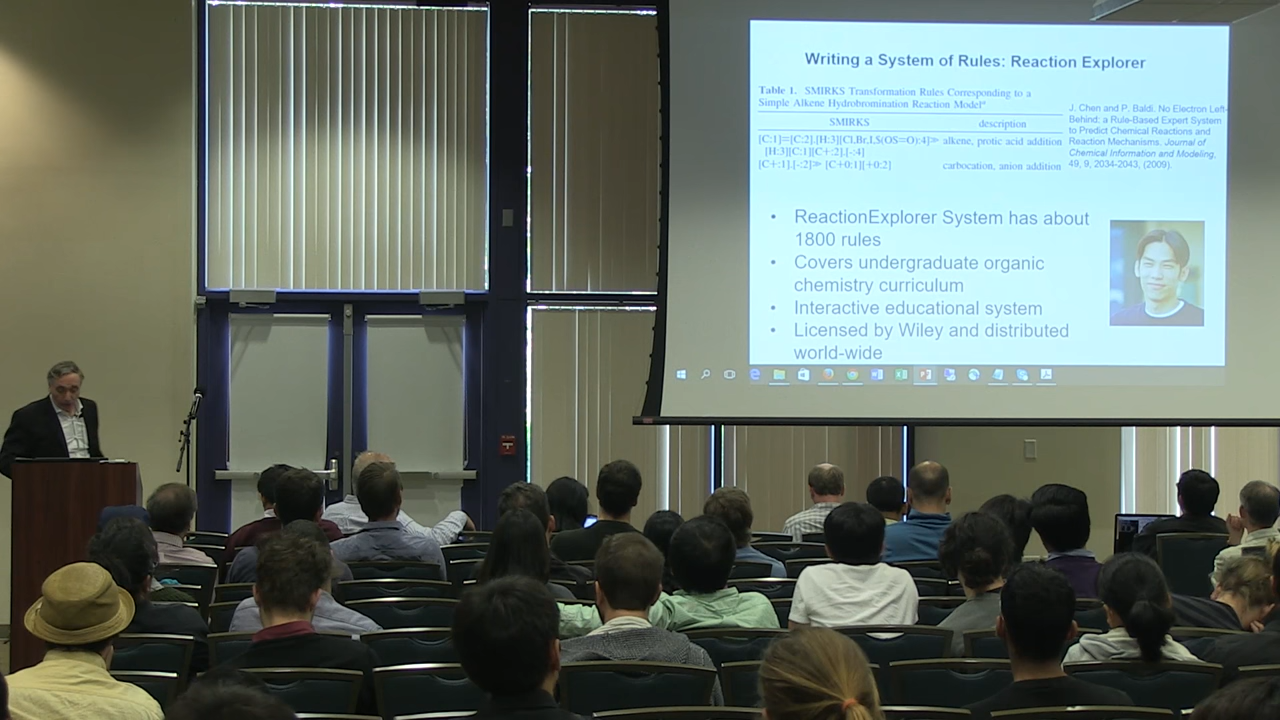 Writing a System of Rules: Reaction Explorer
Table 1. SMIRKS Transformation Rules Corresponding to a
Simple Alkene Hydrobromination Reaction Modelᵃ
SMIRKS description
[C:1]=[C:2].[H:3][Cl,Br,I,$(OS=O):4]≫ alkene, protic acid addition
[H:3][C:1][C+:2].[-:4]
[C+:1].[-:2]≫ [C+0:1][+0:2] carbocation, anion addition
J. Chen and P. Baldi. No Electron Left-
Behind: a Rule-Based Expert System
to Predict Chemical Reactions and
Reaction Mechanisms. Journal of
Chemical Information and Modeling,
49, 9, 2034-2043, (2009).
• ReactionExplorer System has about
1800 rules
• Covers undergraduate organic
chemistry curriculum
• Interactive educational system
• Licensed by Wiley and distributed
world-wide